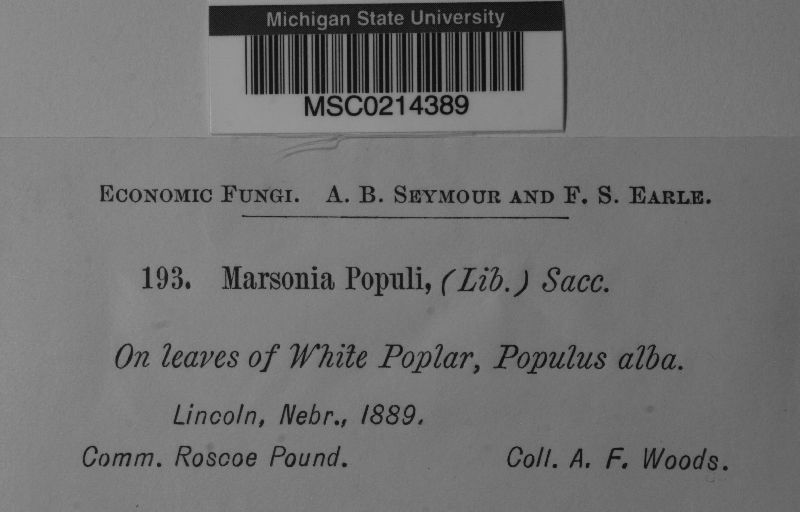 Michigan State University
MSC0214389
Economic Fungi. A. B. Seymour and F. S. Earle.
193. Marsonia Populi, (Lib.) Sacc.
On leaves of White Poplar, Populus alba.
Lincoln, Nebr., 1889.
Comm. Roscoe Pound. Coll. A. F. Woods.